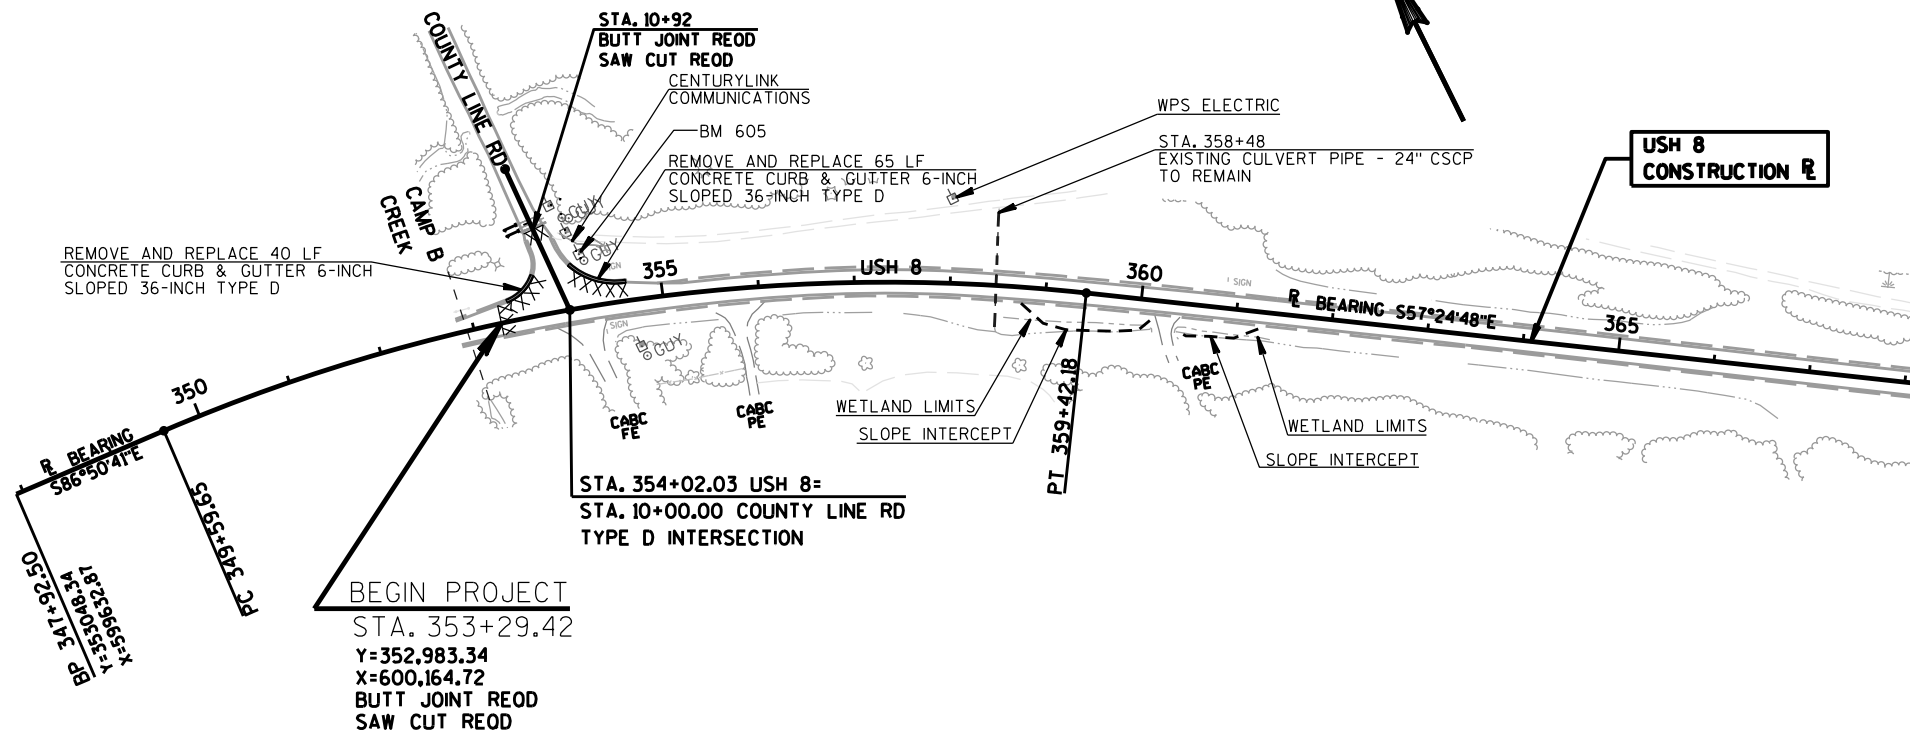 STA. 10+92
BUTT JOINT REQD
SAW CUT REQD
COUNTY LINE RD
CENTURYLINK
COMMUNICATIONS
BM 605
REMOVE AND REPLACE 65 LF
CONCRETE CURB & GUTTER 6-INCH
SLOPED 36-INCH TYPE D
WPS ELECTRIC
STA. 358+48
EXISTING CULVERT PIPE - 24" CSCP
TO REMAIN
USH 8
CONSTRUCTION RL
CAMP B
CREEK
11
GUY
GUY
SIGN
REMOVE AND REPLACE 40 LF
CONCRETE CURB & GUTTER 6-INCH
SLOPED 36-INCH TYPE D
355
USH 8
360
SIGN
RL BEARING S57°24'48"E
365
SIGN
GUY
350
CABC
FE
CABC
PE
CABC
PE
WETLAND LIMITS
SLOPE INTERCEPT
WETLAND LIMITS
SLOPE INTERCEPT
PT 359+42.18
RL BEARING
S86°50'41"E
PC 349+59.65
BP 347+92.50
Y=353048.34
X=599632.87
STA. 354+02.03 USH 8=
STA. 10+00.00 COUNTY LINE RD
TYPE D INTERSECTION
BEGIN PROJECT
STA. 353+29.42
Y=352,983.34
X=600,164.72
BUTT JOINT REQD
SAW CUT REQD